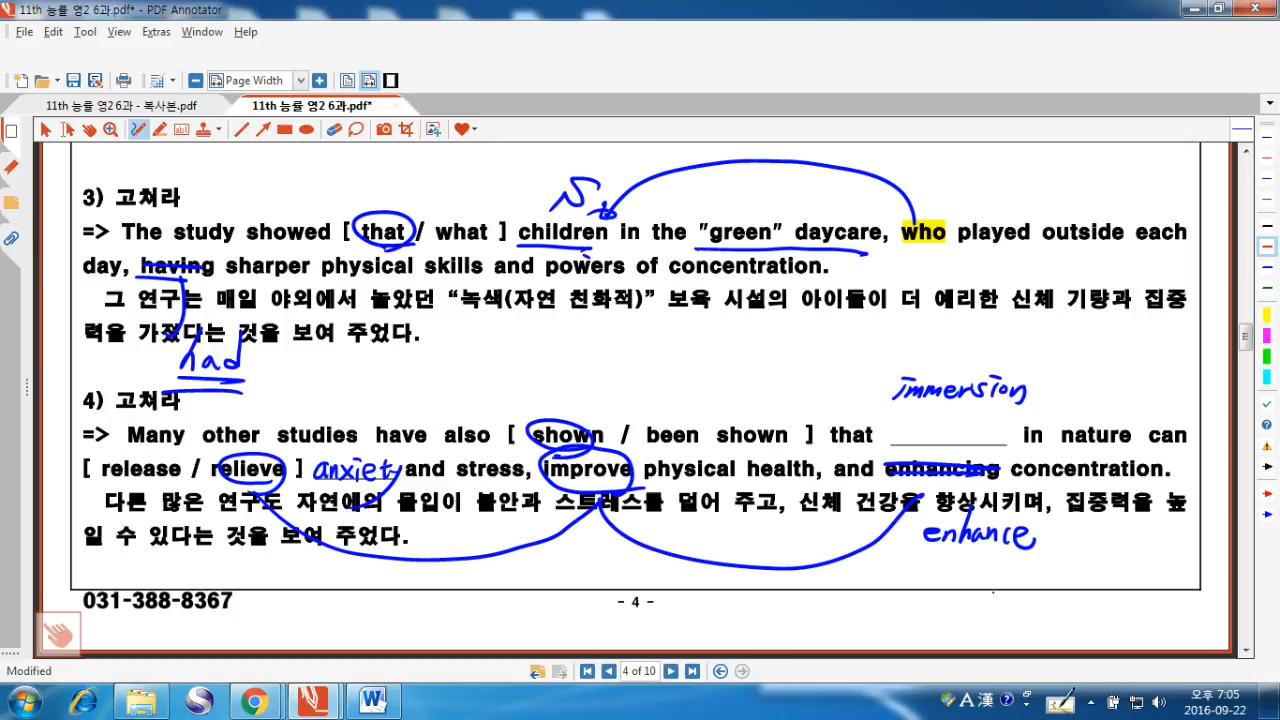 11th 능률 영2 6과.pdf* - PDF Annotator
File Edit Tool View Extras Window Help
Page Width
11th 능률 영2 6과 - 복사본.pdf
11th 능률 영2 6과.pdf*
3) 고쳐라
=> The study showed [ that / what ] children in the "green" daycare, who played outside each
day, having sharper physical skills and powers of concentration.
그 연구는 매일 야외에서 놀았던 “녹색(자연 친화적)” 보육 시설의 아이들이 더 예리한 신체 기량과 집중
력을 가졌다는 것을 보여 주었다.
had
4) 고쳐라
immersion
=> Many other studies have also [ shown / been shown ] that __________ in nature can
[ release / relieve ] anxiety and stress, improve physical health, and enhancing concentration.
다른 많은 연구도 자연에의 몰입이 불안과 스트레스를 덜어 주고, 신체 건강을 향상시키며, 집중력을 높
일 수 있다는 것을 보여 주었다.
enhance
031-388-8367
- 4 -
4 of 10
Modified
A 漢
오후 7:05
2016-09-22